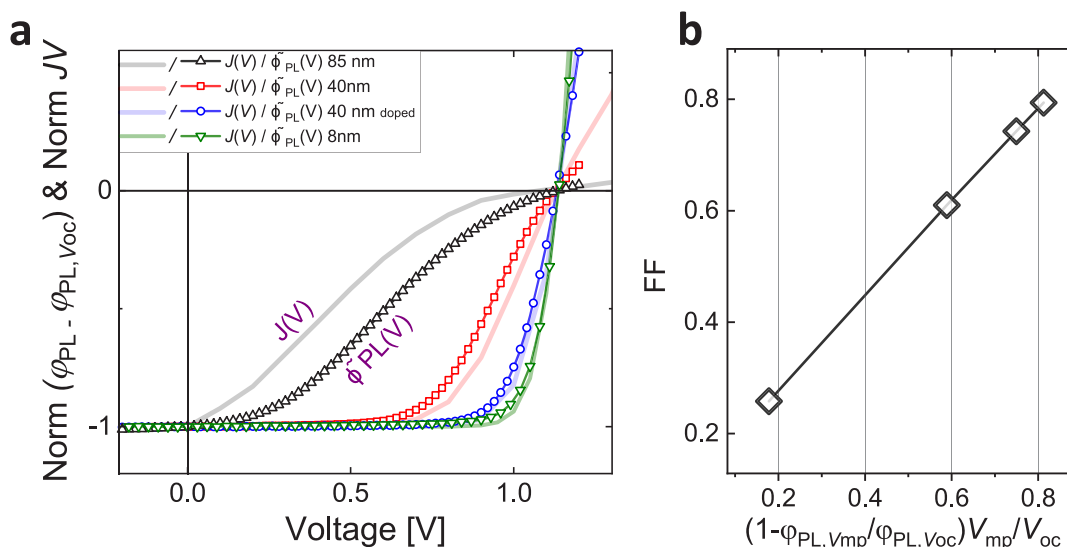 a
Norm (φPL - φPL,Voc) & Norm JV
/ J(V) / ϕ̃PL(V) 85 nm
/ J(V) / ϕ̃PL(V) 40nm
/ J(V) / ϕ̃PL(V) 40 nm doped
/ J(V) / ϕ̃PL(V) 8nm
0
-1
J(V)
ϕ̃PL(V)
0.0 0.5 1.0
Voltage [V]
b
FF
0.8
0.6
0.4
0.2
0.2 0.4 0.6 0.8
(1-φPL,Vmp/φPL,Voc)Vmp/Voc